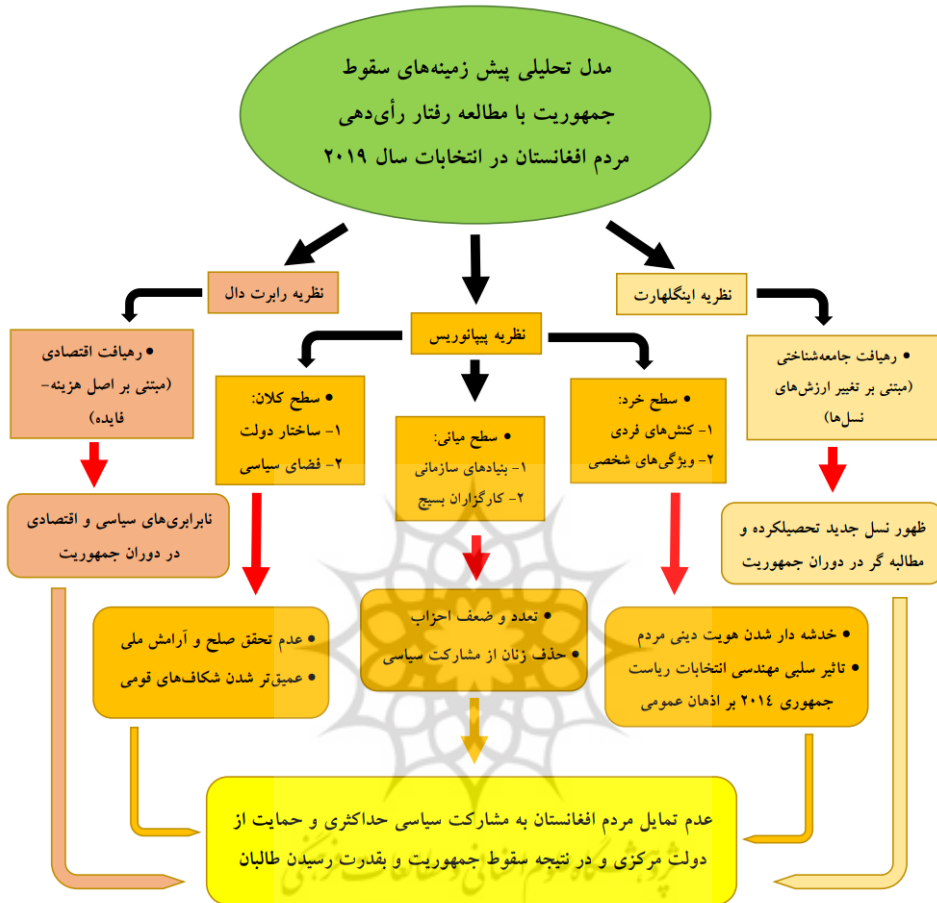 مدل تحلیلی پیش زمینه‌های سقوط
جمهوریت با مطالعه رفتار رأی‌دهی
مردم افغانستان در انتخابات سال ۲۰۱۹
نظریه اینگلهارت
نظریه پیپانوریس
نظریه رابرت دال
• رهیافت جامعه‌شناختی
(مبتنی بر تغییر ارزش‌های
نسل‌ها)
• سطح خرد:
۱- کنش‌های فردی
۲- ویژگی‌های شخصی
• سطح میانی:
۱- بنیادهای سازمانی
۲- کارگزاران بسیج
• سطح کلان:
۱- ساختار دولت
۲- فضای سیاسی
• رهیافت اقتصادی
(مبتنی بر اصل هزینه-
فایده)
ظهور نسل جدید تحصیلکرده و
مطالبه گر در دوران جمهوریت
• خدشه دار شدن هویت دینی مردم
• تاثیر سلبی مهندسی انتخابات ریاست
جمهوری ۲۰۱٤ بر اذهان عمومی
• تعدد و ضعف احزاب
• حذف زنان از مشارکت سیاسی
• عدم تحقق صلح و آرامش ملی
• عمیق‌تر شدن شکاف‌های قومی
نابرابری‌های سیاسی و اقتصادی
در دوران جمهوریت
عدم تمایل مردم افغانستان به مشارکت سیاسی حداکثری و حمایت از
دولت مرکزی و در نتیجه سقوط جمهوریت و بقدرت رسیدن طالبان
پژوهشگاه علوم انسانی و مطالعات فرهنگی